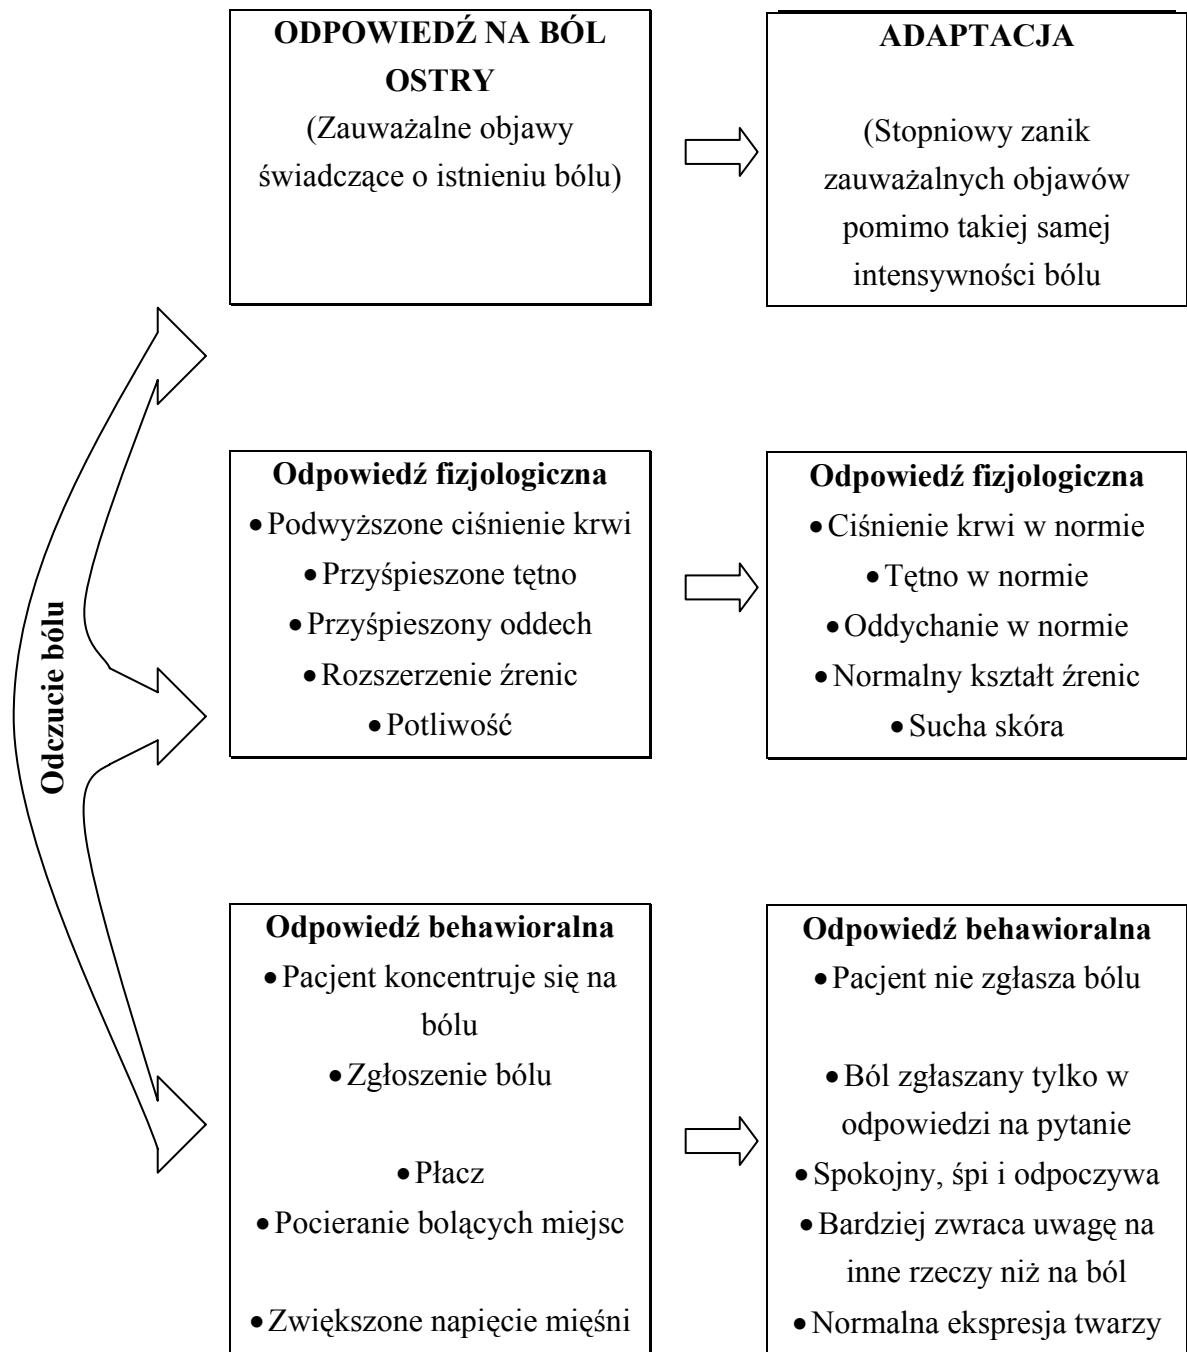 ODPOWIEDŹ NA BÓL
OSTRY
(Zauważalne objawy
świadczące o istnieniu bólu)
ADAPTACJA
(Stopniowy zanik
zauważalnych objawów
pomimo takiej samej
intensywności bólu
Odczucie bólu
Odpowiedź fizjologiczna
•Podwyższone ciśnienie krwi
•Przyśpieszone tętno
•Przyśpieszony oddech
•Rozszerzenie źrenic
•Potliwość
Odpowiedź fizjologiczna
•Ciśnienie krwi w normie
•Tętno w normie
•Oddychanie w normie
•Normalny kształt źrenic
•Sucha skóra
Odpowiedź behawioralna
•Pacjent koncentruje się na
bólu
•Zgłoszenie bólu
•Płacz
•Pocieranie bolących miejsc
•Zwiększone napięcie mięśni
Odpowiedź behawioralna
•Pacjent nie zgłasza bólu
•Ból zgłaszany tylko w
odpowiedzi na pytanie
•Spokojny, śpi i odpoczywa
•Bardziej zwraca uwagę na
inne rzeczy niż na ból
•Normalna ekspresja twarzy